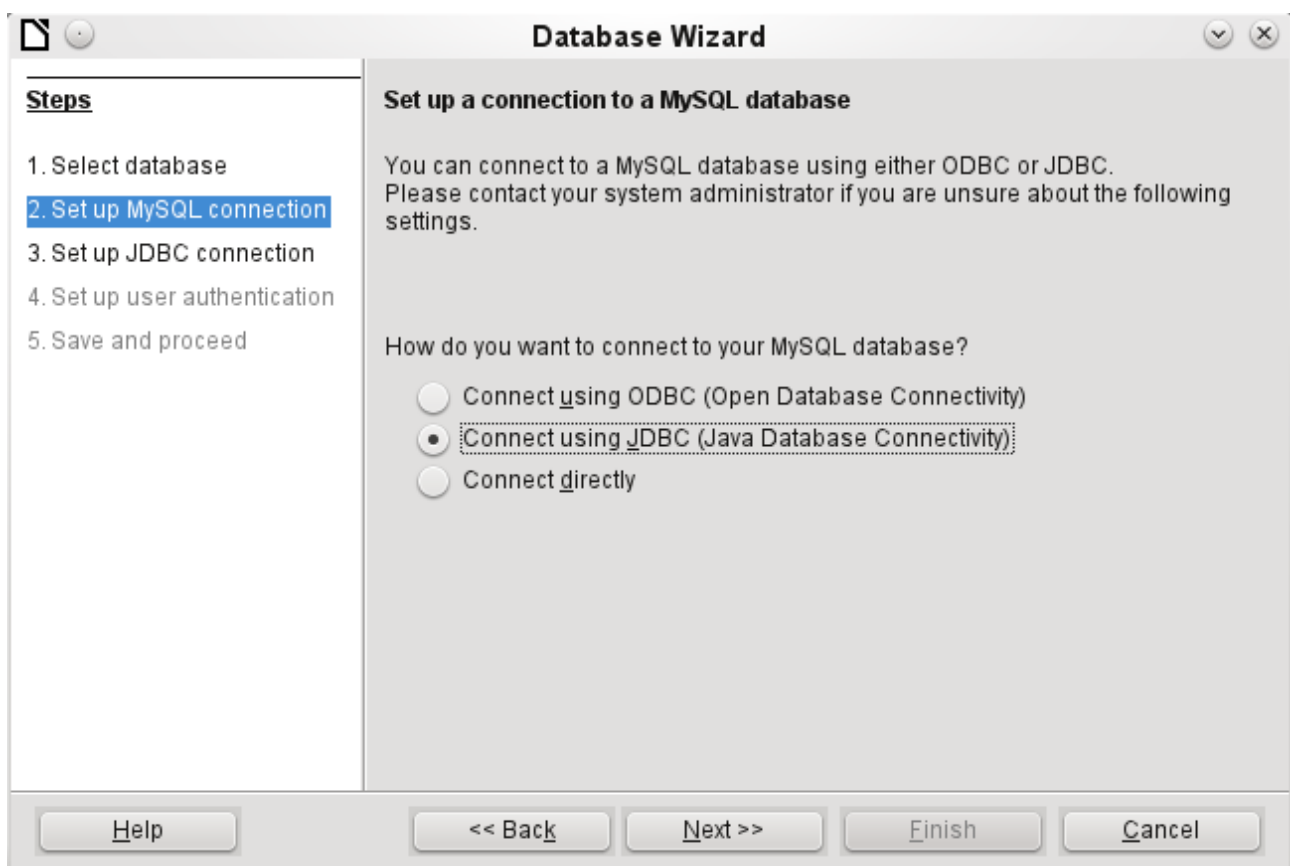 Database Wizard
Steps
1. Select database
2. Set up MySQL connection
3. Set up JDBC connection
4. Set up user authentication
5. Save and proceed
Set up a connection to a MySQL database
You can connect to a MySQL database using either ODBC or JDBC.
Please contact your system administrator if you are unsure about the following
settings.
How do you want to connect to your MySQL database?
Connect using ODBC (Open Database Connectivity)
Connect using JDBC (Java Database Connectivity)
Connect directly
Help
<< Back
Next >>
Finish
Cancel